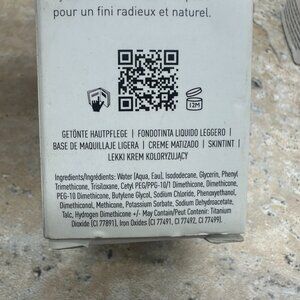 pour un fini radieux et naturel.
12M
GETÖNTE HAUTPFLEGE | FONDOTINTA LIQUIDO LEGGERO |
BASE DE MAQUILLAJE LIGERA | CREME MATIZADO | SKINTINT |
LEKKI KREM KOLORYZUJĄCY
Ingredients/Ingrédients: Water (Aqua, Eau), Isododecane, Glycerin, Phenyl
Trimethicone, Trisiloxane, Cetyl PEG/PPG-10/1 Dimethicone, Dimethicone,
PEG-10 Dimethicone, Butylene Glycol, Sodium Chloride, Phenoxyethanol,
Dimethiconol, Methicone, Potassium Sorbate, Sodium Dehydroacetate,
Talc, Hydrogen Dimethicone +/- May Contain/Peut Contenir: Titanium
Dioxide (CI 77891), Iron Oxides (CI 77491, CI 77492, CI 77499).